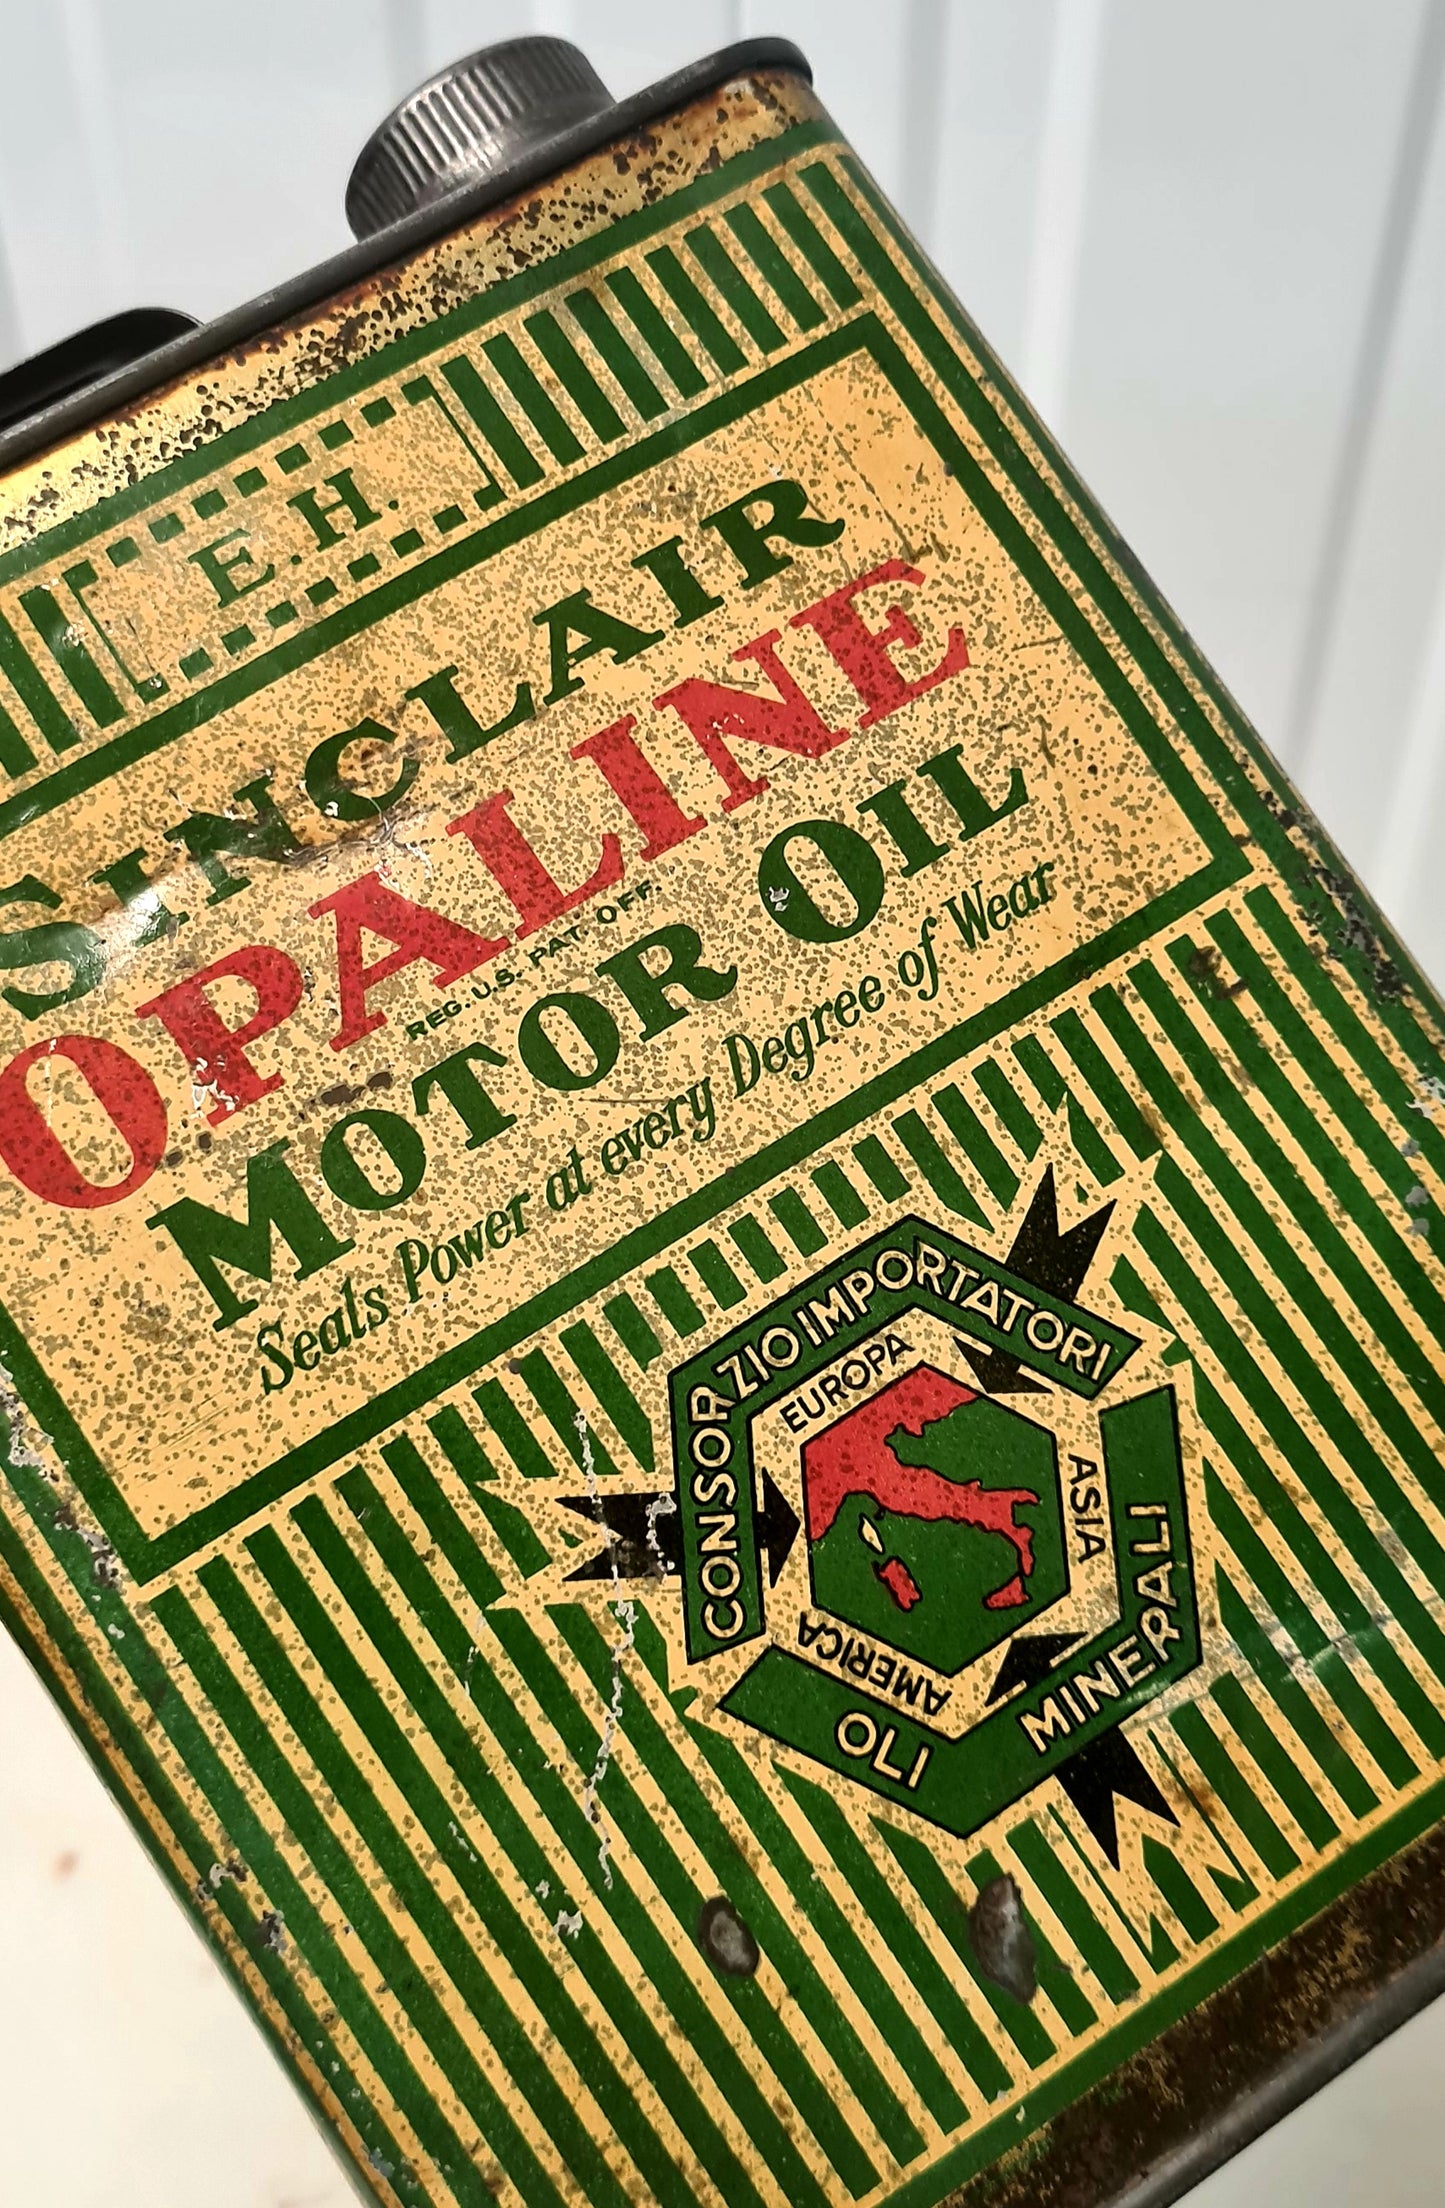 E.H.
SINCLAIR
OPALINE
REG. U.S. PAT. OFF.
MOTOR OIL
Seals Power at every Degree of Wear
CONSORZIO IMPORTATORI
EUROPA
ASIA
AMERICA
OLI MINERALI